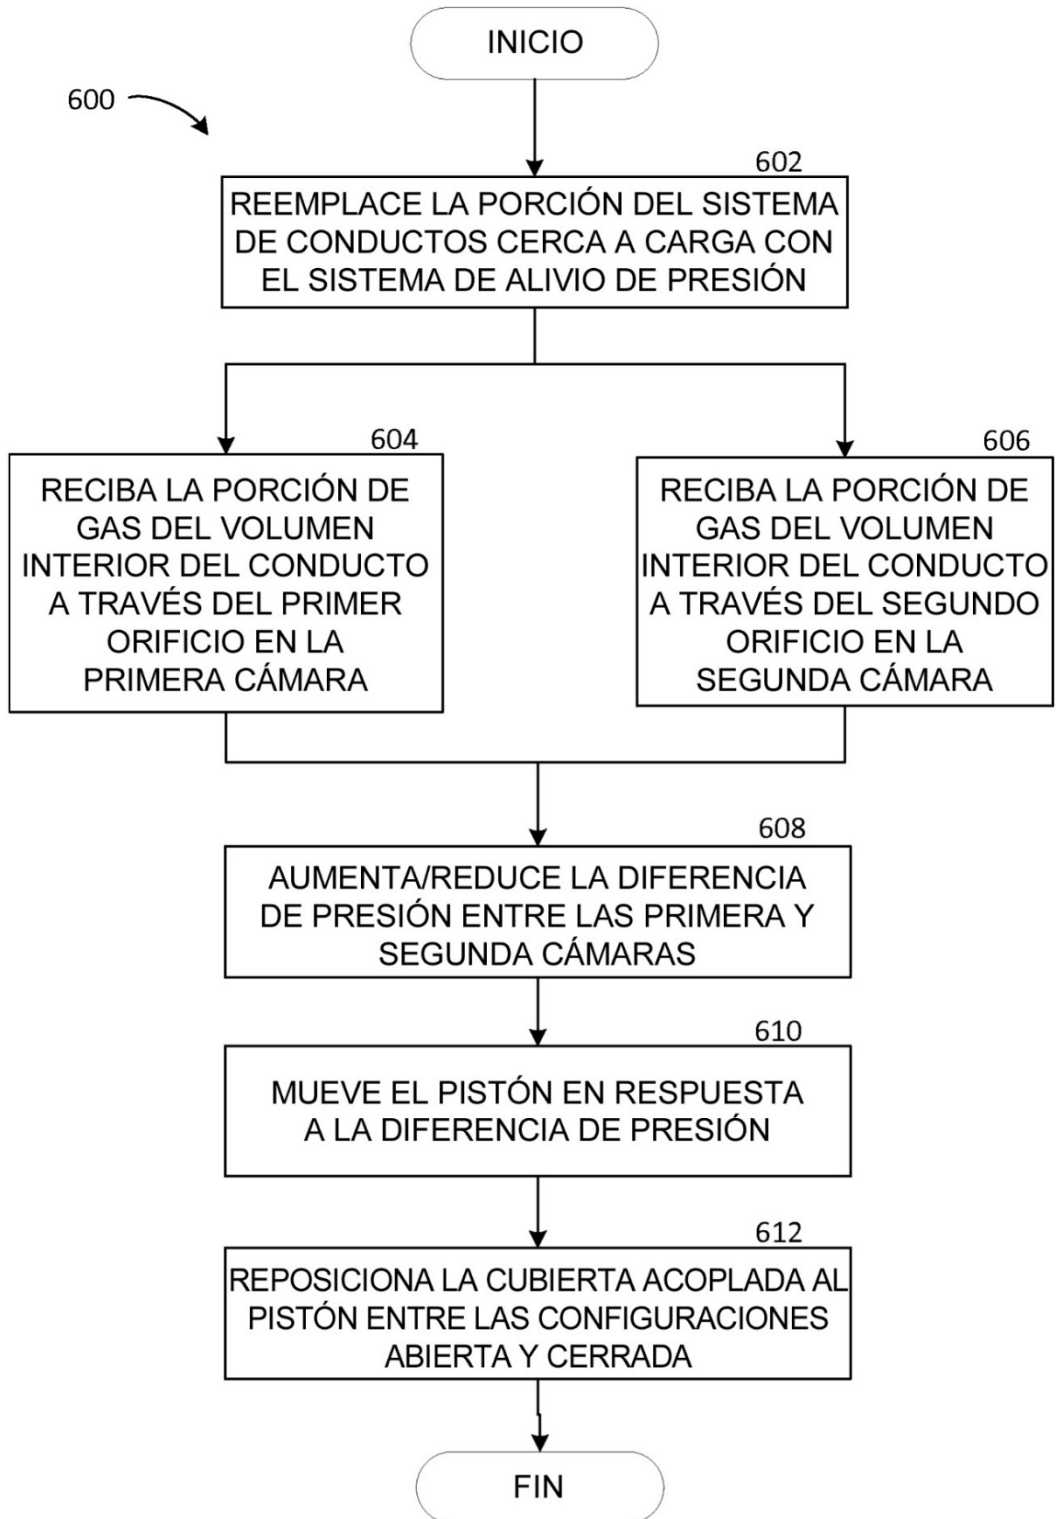 INICIO
600
602
REEMPLACE LA PORCIÓN DEL SISTEMA
DE CONDUCTOS CERCA A CARGA CON
EL SISTEMA DE ALIVIO DE PRESIÓN
604
RECIBA LA PORCIÓN DE
GAS DEL VOLUMEN
INTERIOR DEL CONDUCTO
A TRAVÉS DEL PRIMER
ORIFICIO EN LA
PRIMERA CÁMARA
606
RECIBA LA PORCIÓN DE
GAS DEL VOLUMEN
INTERIOR DEL CONDUCTO
A TRAVÉS DEL SEGUNDO
ORIFICIO EN LA
SEGUNDA CÁMARA
608
AUMENTA/REDUCE LA DIFERENCIA
DE PRESIÓN ENTRE LAS PRIMERA Y
SEGUNDA CÁMARAS
610
MUEVE EL PISTÓN EN RESPUESTA
A LA DIFERENCIA DE PRESIÓN
612
REPOSICIONA LA CUBIERTA ACOPLADA AL
PISTÓN ENTRE LAS CONFIGURACIONES
ABIERTA Y CERRADA
FIN